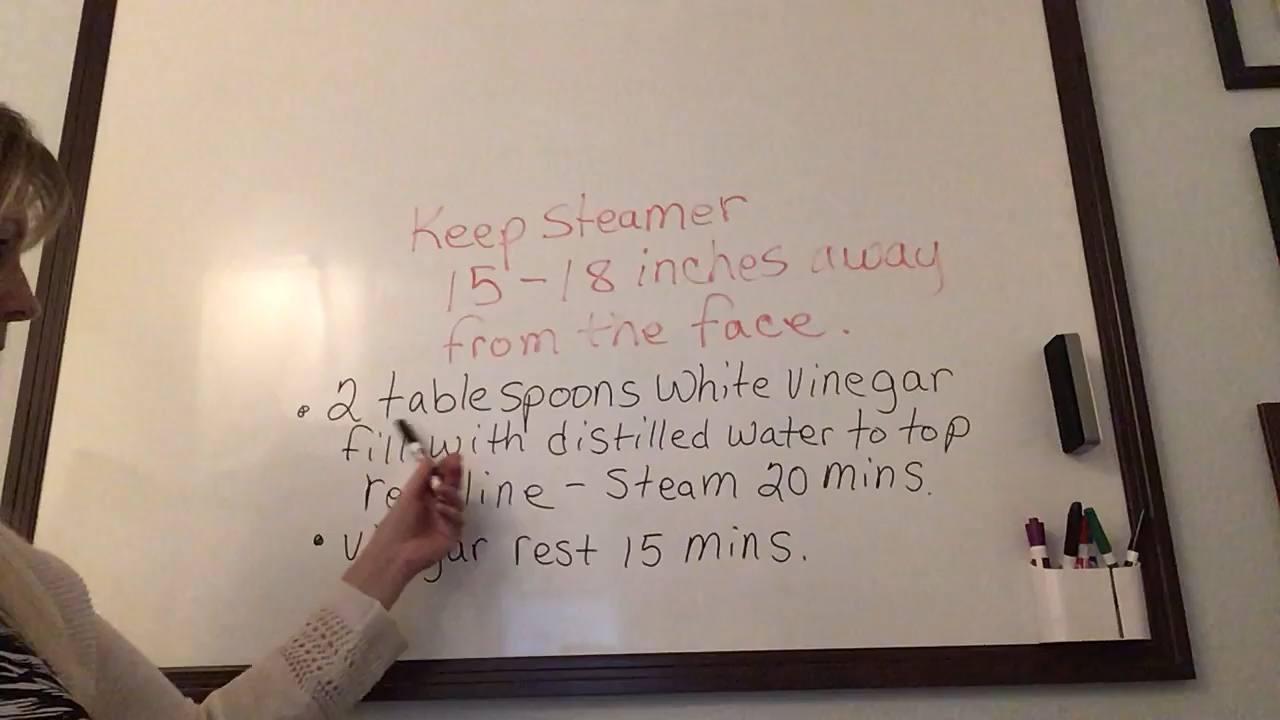 Keep Steamer
15-18 inches away
from the face.
• 2 tablespoons White Vinegar
fill with distilled water to top
line - Steam 20 mins.
• rest 15 mins.